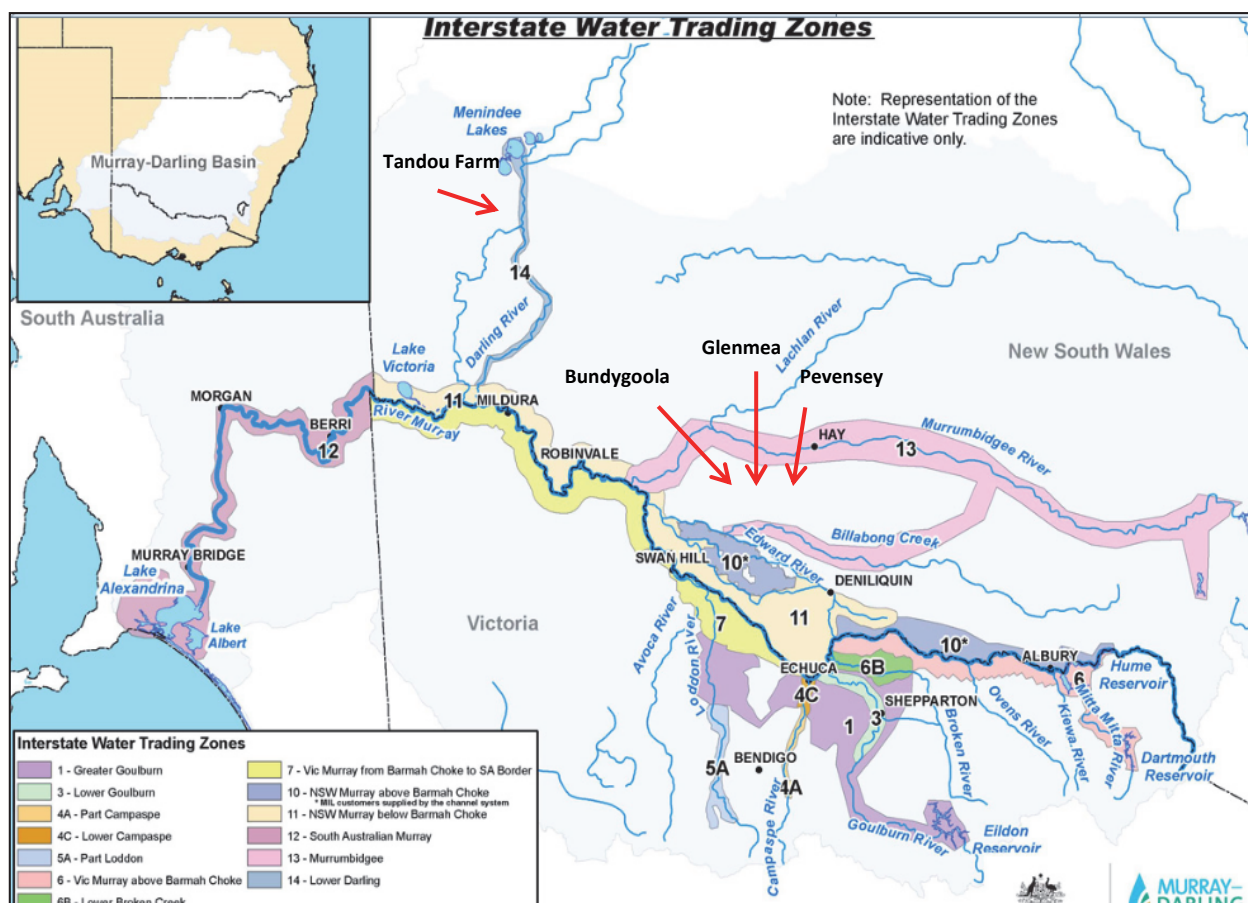 Interstate Water Trading Zones
Note: Representation of the
Interstate Water Trading Zones
are indicative only.
Murray-Darling Basin
Menindee
Lakes
Tandou Farm
14
Darling River
South Australia
Lake
Victoria
Lachlan River
Glenmea
New South Wales
Bundygoola
Pevensey
MORGAN
BERRI
12
11
MILDURA
River Murray
HAY
13
Murrumbidgee River
ROBINVALE
Billabong Creek
SWAN HILL
10*
Edward River
DENILIQUIN
MURRAY BRIDGE
Lake
Alexandrina
Lake
Albert
Victoria
Avoca River
Loddon River
7
11
10*
ALBURY
Hume
Reservoir
6
ECHUCA
6B
4C
SHEPPARTON
1
3
Broken River
Ovens River
Kiewa River
Mitta Mitta River
Dartmouth
Reservoir
5A
BENDIGO
4A
Campaspe River
Goulburn River
Eildon
Reservoir
Interstate Water Trading Zones
1 - Greater Goulburn
3 - Lower Goulburn
4A - Part Campaspe
4C - Lower Campaspe
5A - Part Loddon
6 - Vic Murray above Barmah Choke
6B - Lower Broken Creek
7 - Vic Murray from Barmah Choke to SA Border
10 - NSW Murray above Barmah Choke
* MIL customers supplied by the channel system
11 - NSW Murray below Barmah Choke
12 - South Australian Murray
13 - Murrumbidgee
14 - Lower Darling
MURRAY–
DARLING